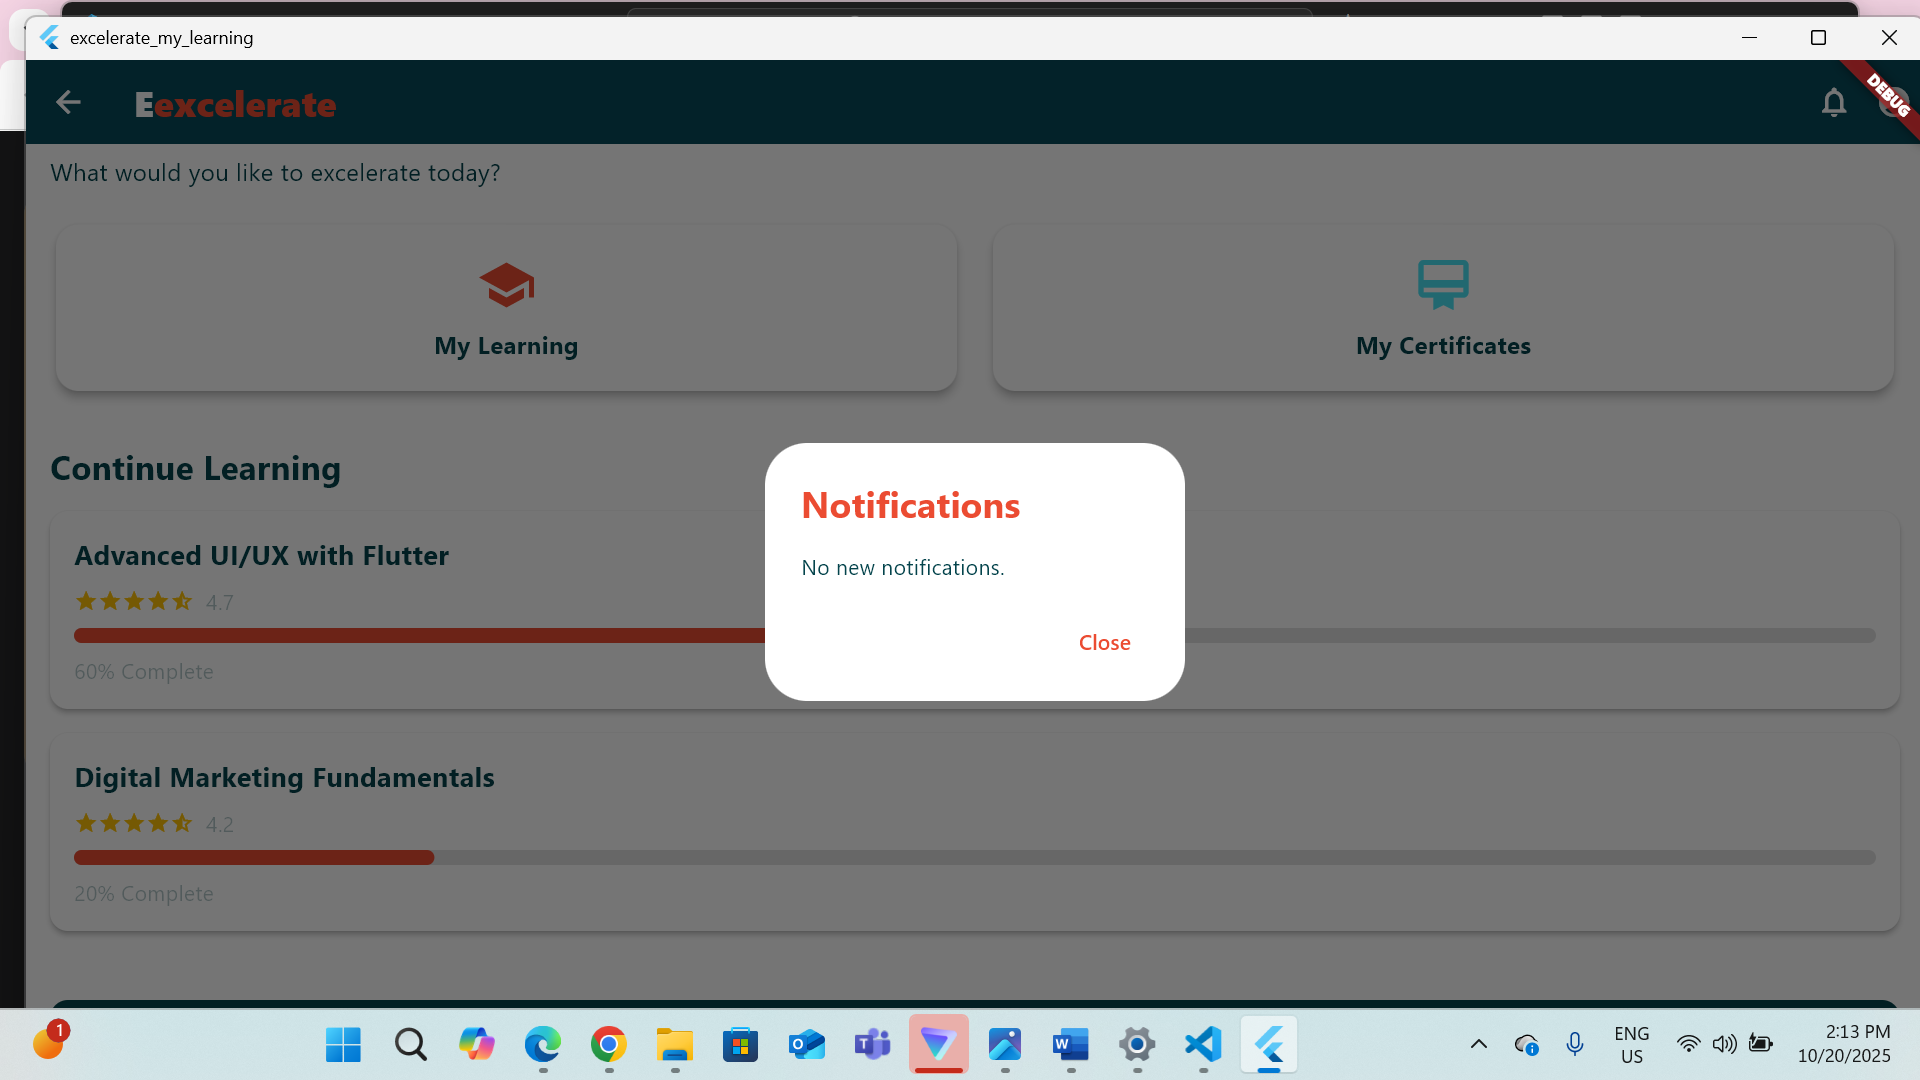 excelerate_my_learning
Eexcelerate
DEBUG
What would you like to excelerate today?
My Learning
My Certificates
Continue Learning
Advanced UI/UX with Flutter
4.7
60% Complete
Notifications
No new notifications.
Close
Digital Marketing Fundamentals
4.2
20% Complete
1
ENG
US
2:13 PM
10/20/2025